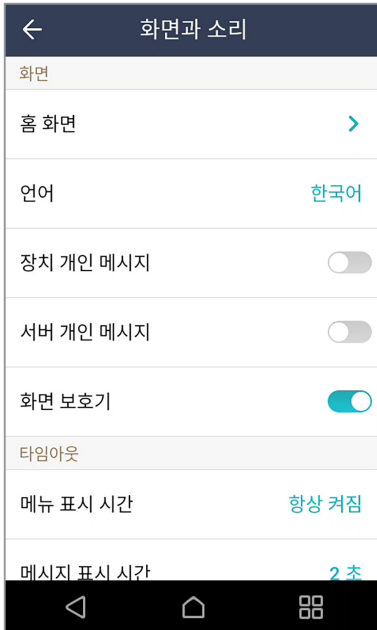 화면과 소리
화면
홈 화면
언어 한국어
장치 개인 메시지
서버 개인 메시지
화면 보호기
타임아웃
메뉴 표시 시간 항상 켜짐
메시지 표시 시간 2 초